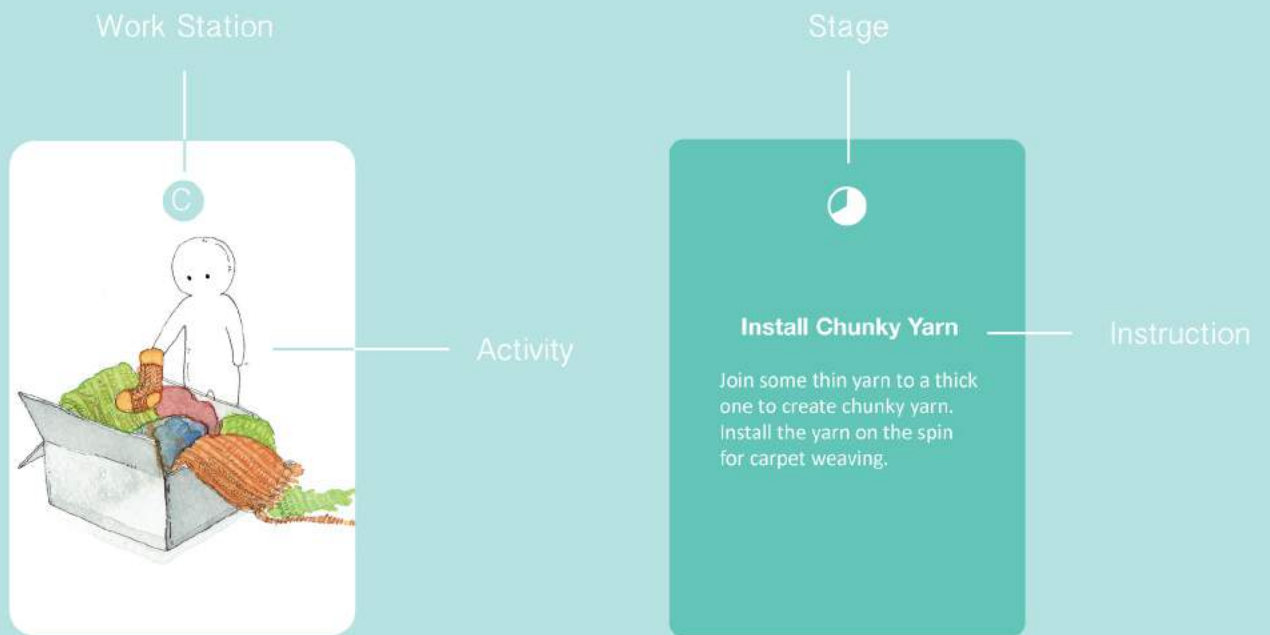 Work Station
Stage
C
Activity
Install Chunky Yarn
Instruction
Join some thin yarn to a thick
one to create chunky yarn.
Install the yarn on the spin
for carpet weaving.